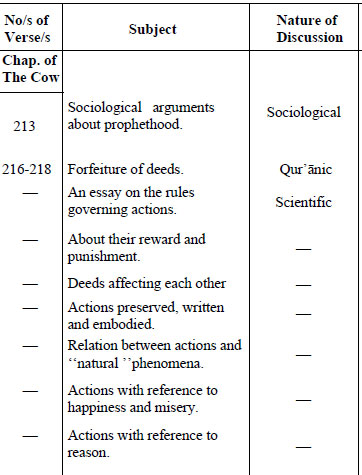 No/s of Verse/s | Subject | Nature of Discussion
Chap. of The Cow
213 | Sociological arguments about prophethood. | Sociological
216-218 | Forfeiture of deeds. | Qur’ānic
— | An essay on the rules governing actions. | Scientific
— | About their reward and punishment. | —
— | Deeds affecting each other | —
— | Actions preserved, written and embodied. | —
— | Relation between actions and ‘‘natural ’’phenomena. | —
— | Actions with reference to happiness and misery. | —
— | Actions with reference to reason. | —